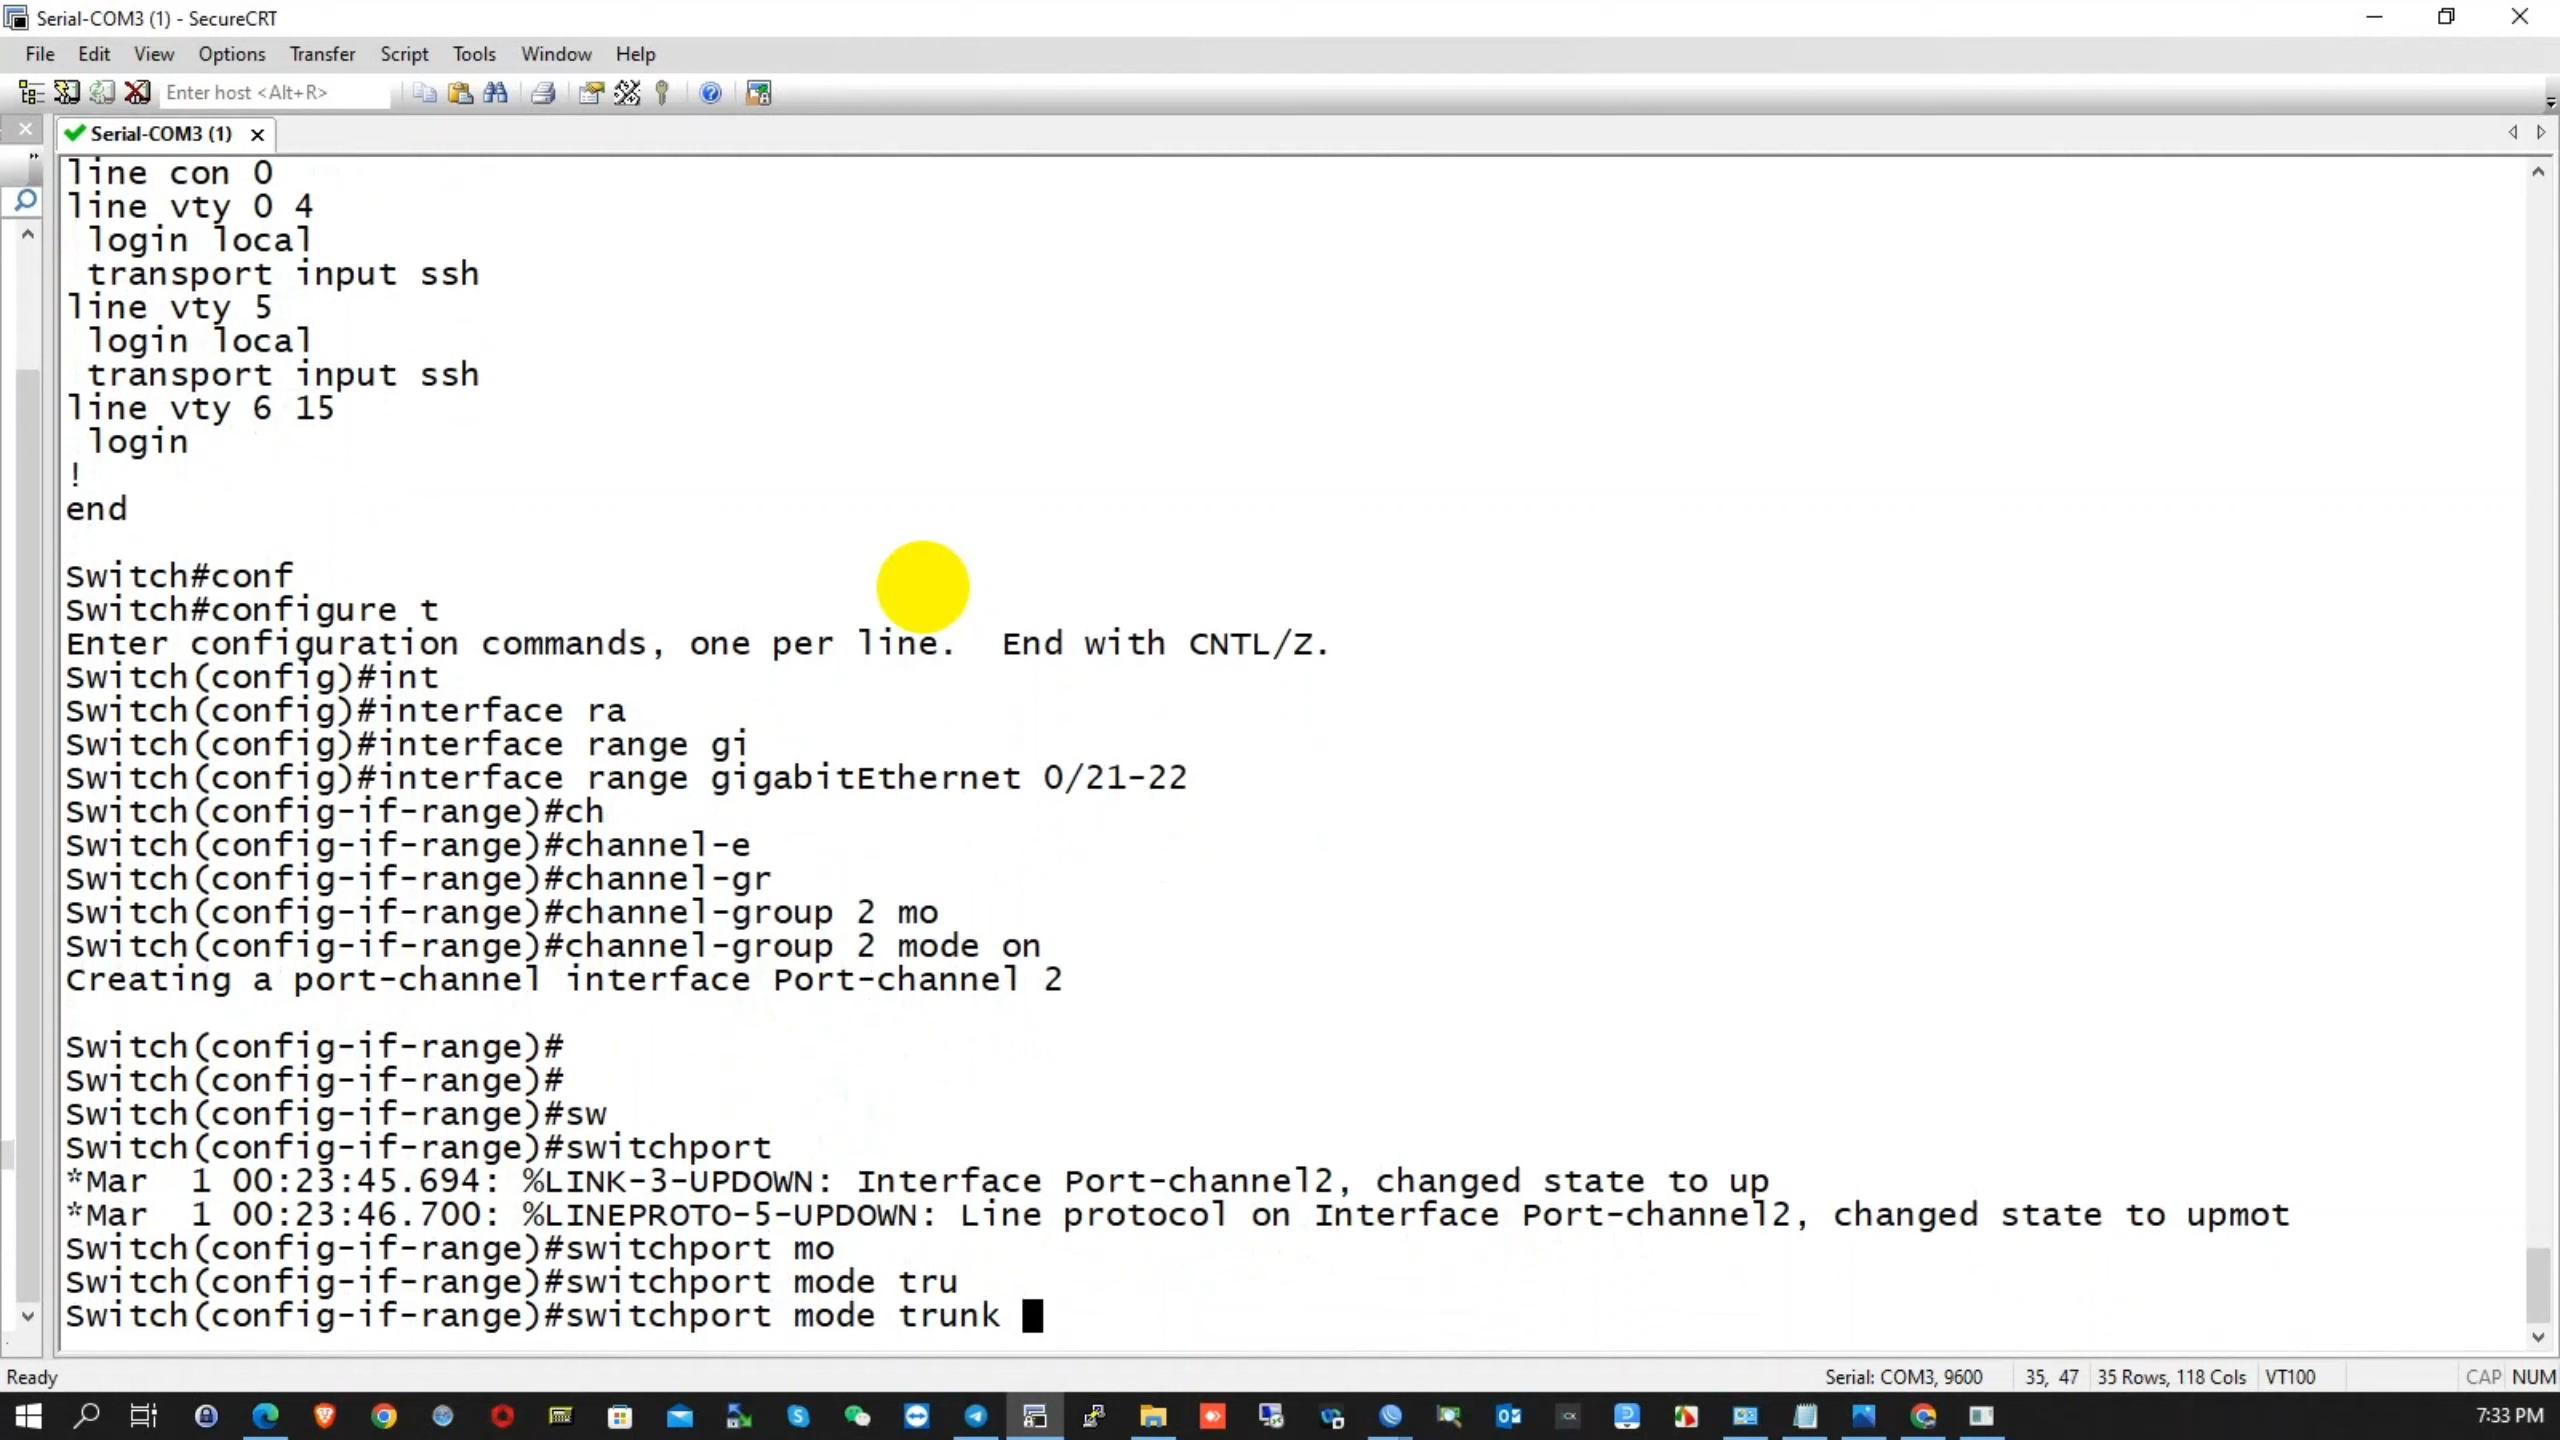 Serial-COM3 (1) - SecureCRT
File Edit View Options Transfer Script Tools Window Help
Enter host <Alt+R>
Serial-COM3 (1)
line con 0
line vty 0 4
 login local
 transport input ssh
line vty 5
 login local
 transport input ssh
line vty 6 15
 login
!
end
Switch#conf
Switch#configure t
Enter configuration commands, one per line.  End with CNTL/Z.
Switch(config)#int
Switch(config)#interface ra
Switch(config)#interface range gi
Switch(config)#interface range gigabitEthernet 0/21-22
Switch(config-if-range)#ch
Switch(config-if-range)#channel-e
Switch(config-if-range)#channel-gr
Switch(config-if-range)#channel-group 2 mo
Switch(config-if-range)#channel-group 2 mode on
Creating a port-channel interface Port-channel 2
Switch(config-if-range)#
Switch(config-if-range)#
Switch(config-if-range)#sw
Switch(config-if-range)#switchport
*Mar  1 00:23:45.694: %LINK-3-UPDOWN: Interface Port-channel2, changed state to up
*Mar  1 00:23:46.700: %LINEPROTO-5-UPDOWN: Line protocol on Interface Port-channel2, changed state to upmot
Switch(config-if-range)#switchport mo
Switch(config-if-range)#switchport mode tru
Switch(config-if-range)#switchport mode trunk
Ready Serial: COM3, 9600 35, 47 35 Rows, 118 Cols VT100 CAP NUM
7:33 PM